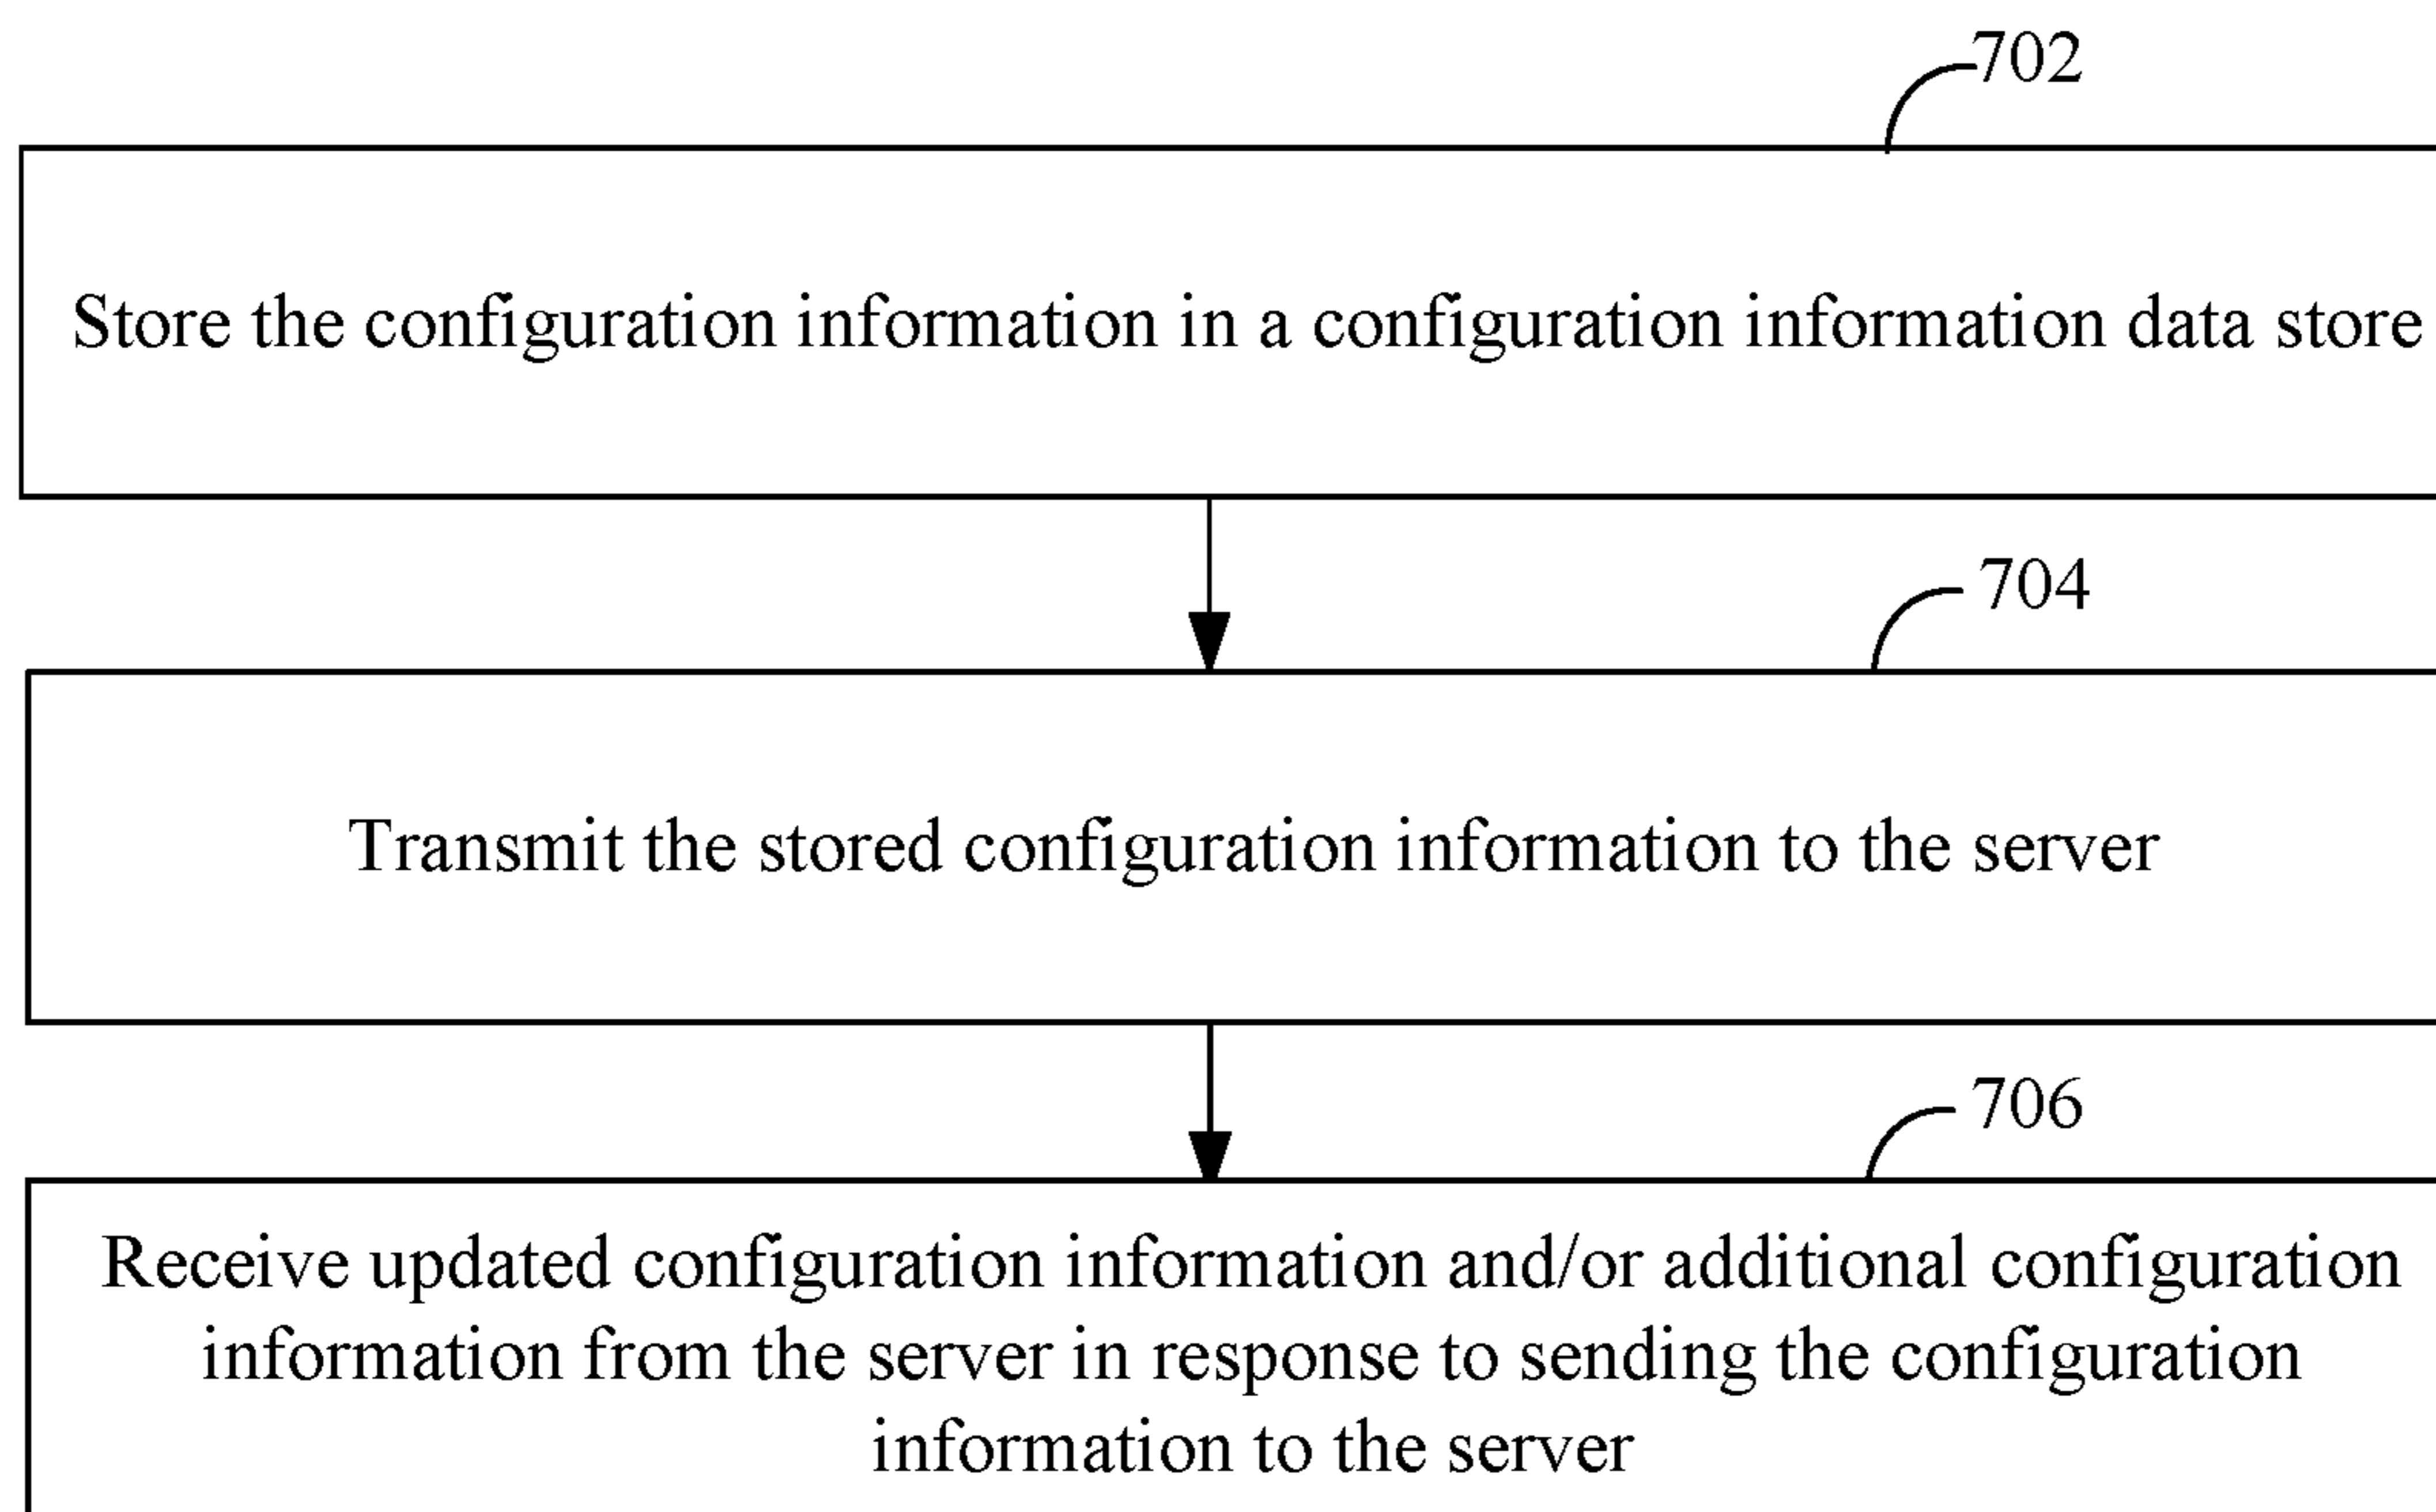 702
Store the configuration information in a configuration information data store
704
Transmit the stored configuration information to the server
706
Receive updated configuration information and/or additional configuration
information from the server in response to sending the configuration
information to the server